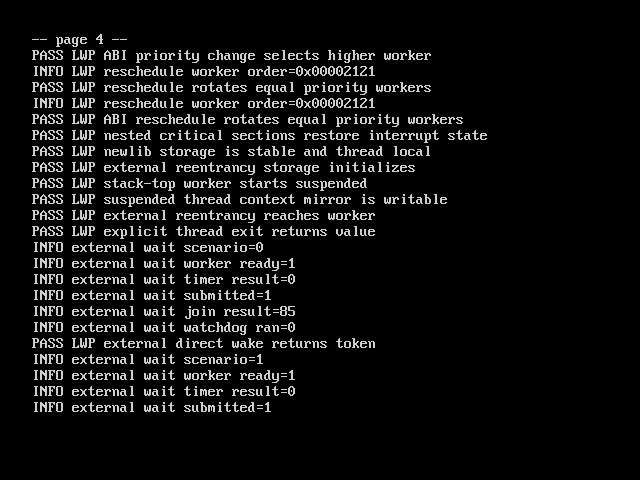 -- page 4 --
PASS LWP ABI priority change selects higher worker
INFO LWP reschedule worker order=0x00002121
PASS LWP reschedule rotates equal priority workers
INFO LWP reschedule worker order=0x00002121
PASS LWP ABI reschedule rotates equal priority workers
PASS LWP nested critical sections restore interrupt state
PASS LWP newlib storage is stable and thread local
PASS LWP external reentrancy storage initializes
PASS LWP stack-top worker starts suspended
PASS LWP suspended thread context mirror is writable
PASS LWP external reentrancy reaches worker
PASS LWP explicit thread exit returns value
INFO external wait scenario=0
INFO external wait worker ready=1
INFO external wait timer result=0
INFO external wait submitted=1
INFO external wait join result=85
INFO external wait watchdog ran=0
PASS LWP external direct wake returns token
INFO external wait scenario=1
INFO external wait worker ready=1
INFO external wait timer result=0
INFO external wait submitted=1